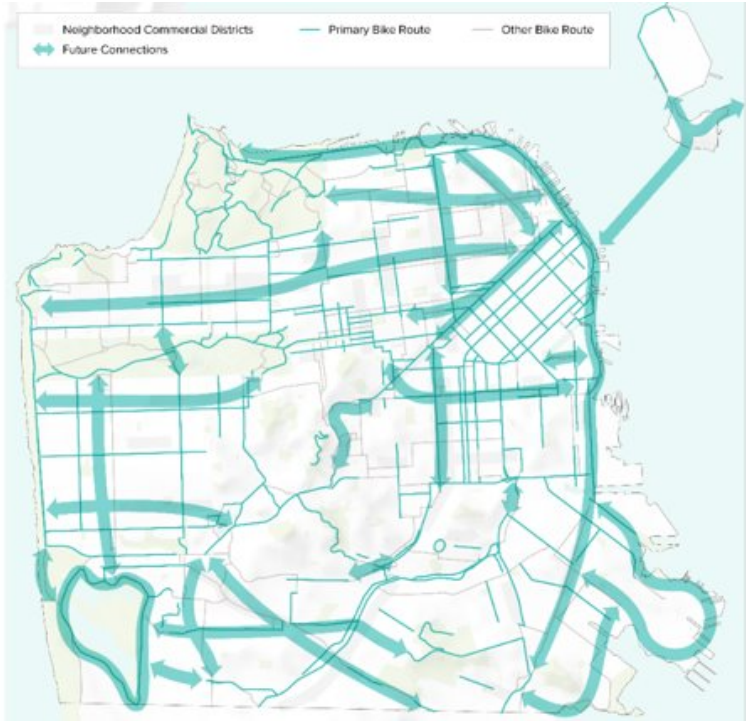 Neighborhood Commercial Districts
Primary Bike Route
Other Bike Route
Future Connections